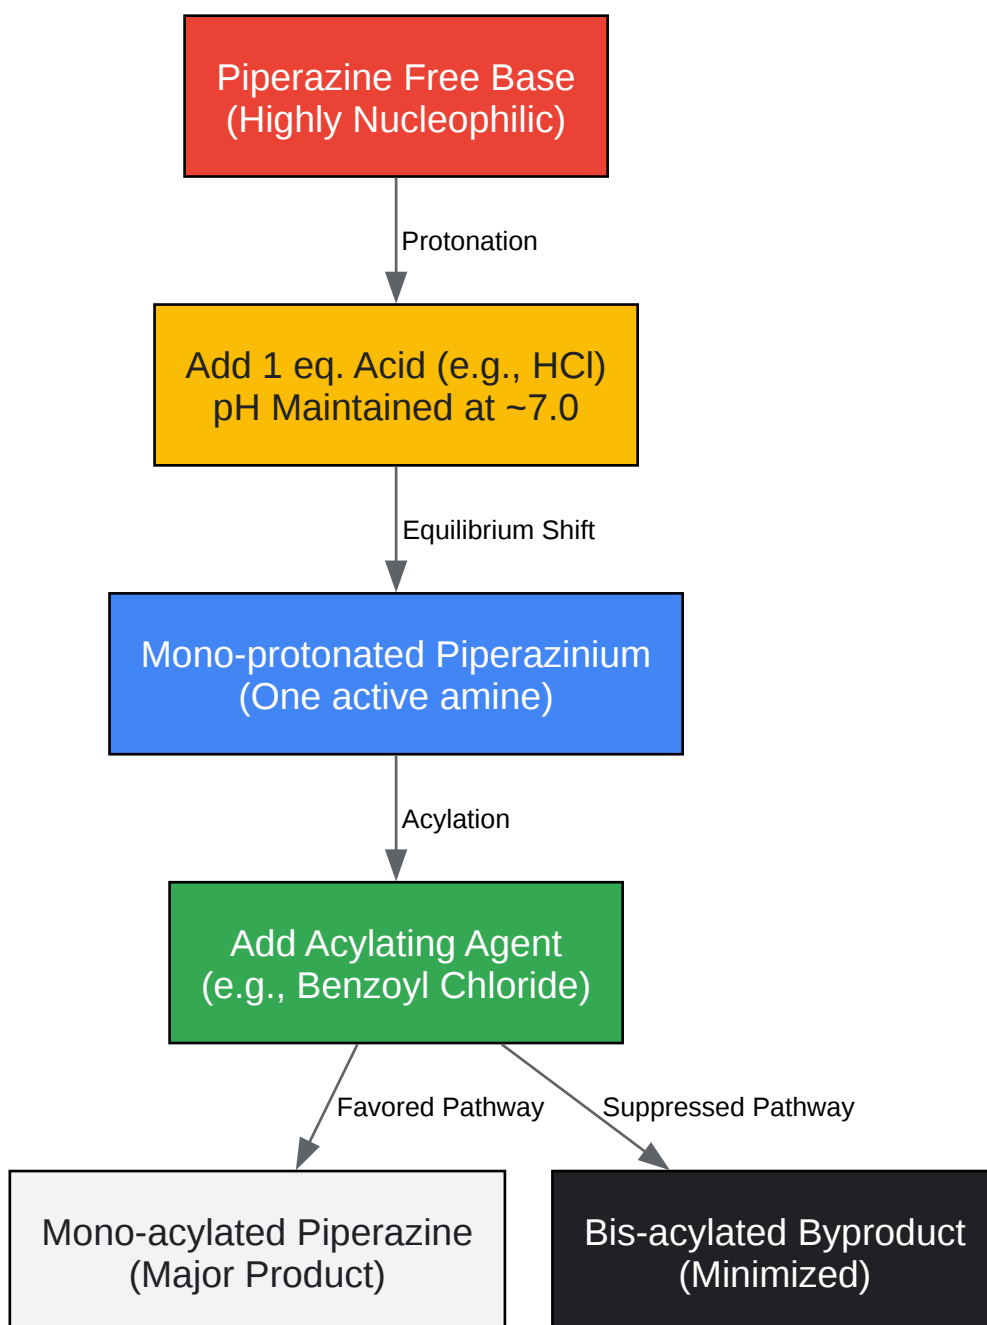 Piperazine Free Base
(Highly Nucleophilic)
Protonation
Add 1 eq. Acid (e.g., HCl)
pH Maintained at ~7.0
Equilibrium Shift
Mono-protonated Piperazinium
(One active amine)
Acylation
Add Acylating Agent
(e.g., Benzoyl Chloride)
Favored Pathway
Suppressed Pathway
Mono-acylated Piperazine
(Major Product)
Bis-acylated Byproduct
(Minimized)